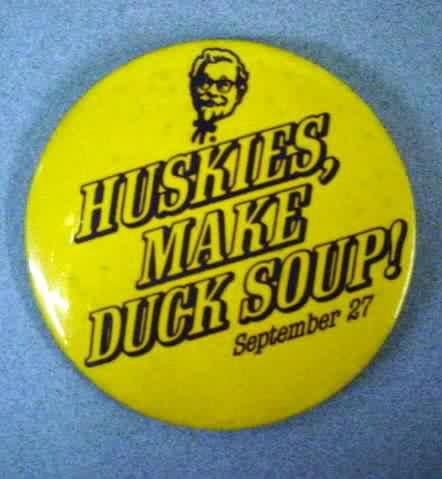 HUSKIES,
MAKE
DUCK SOUP!
September 27